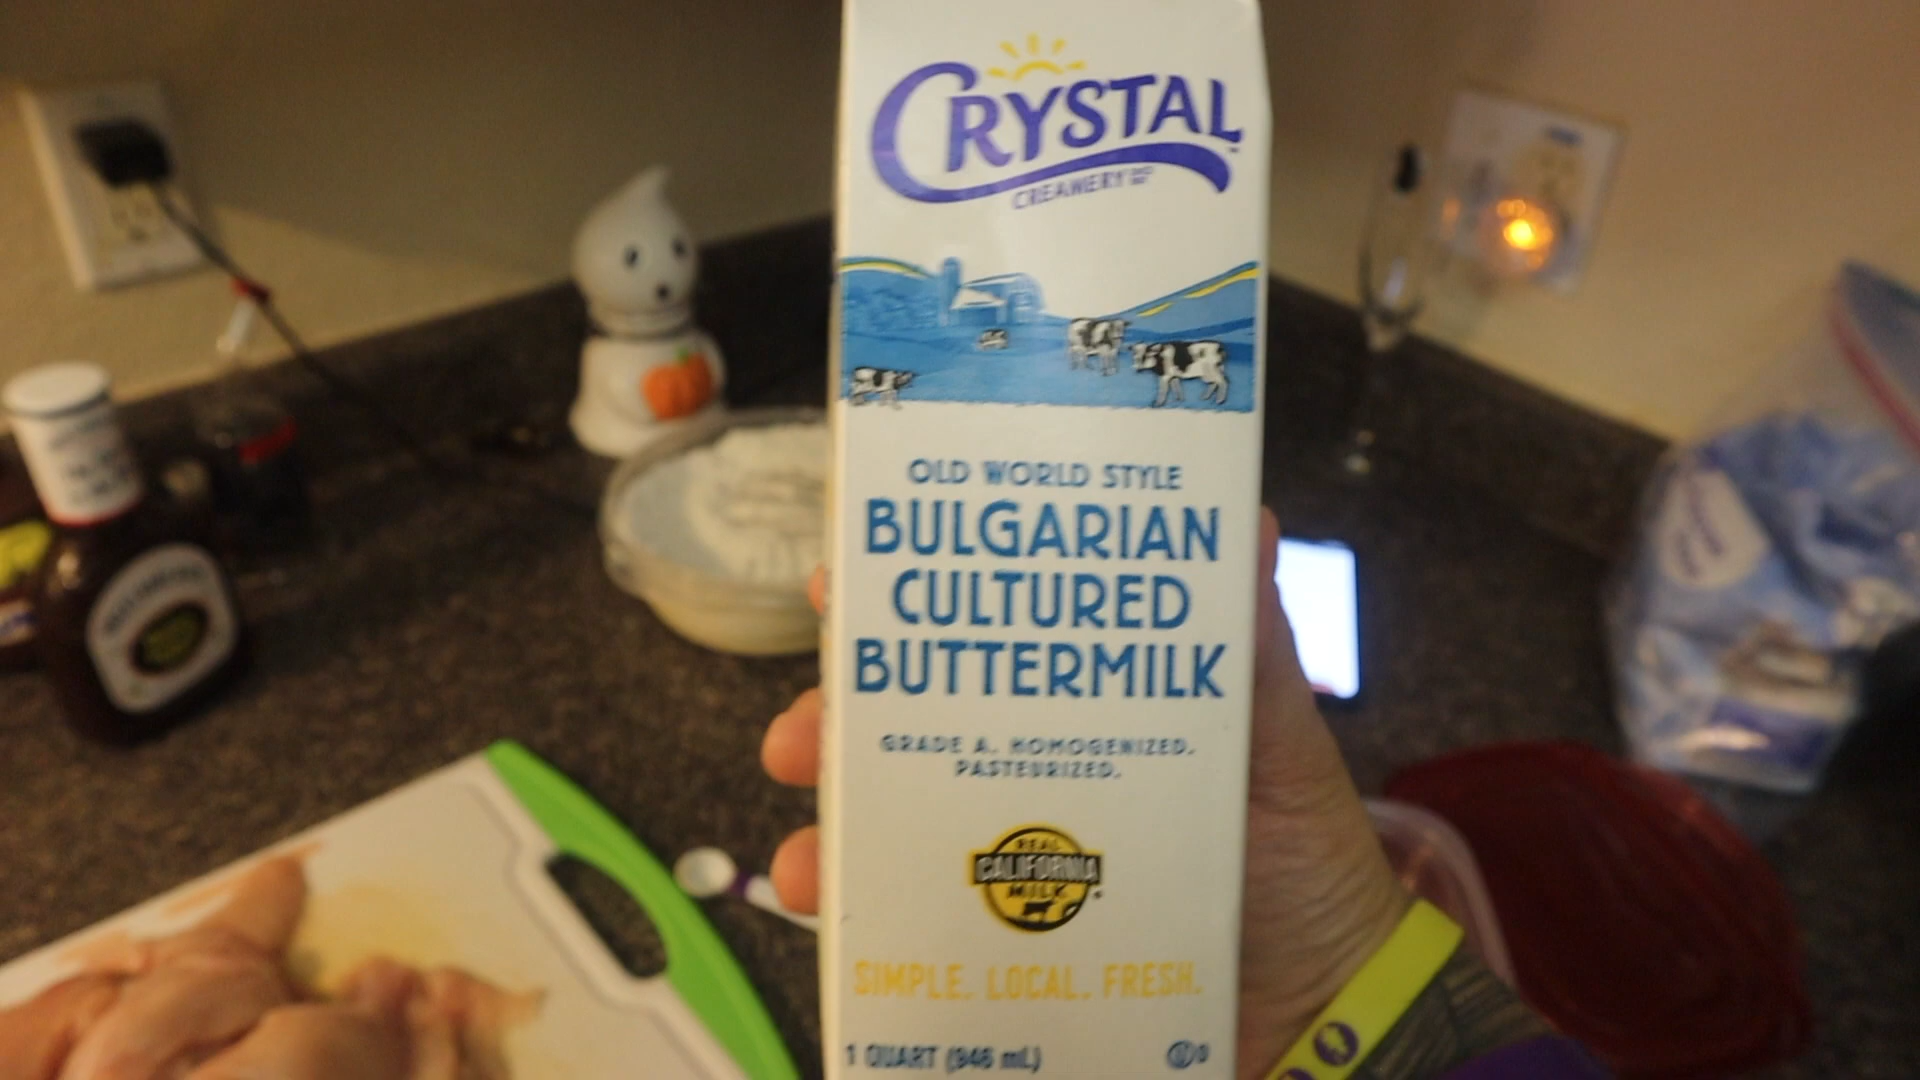 CRYSTAL
CREAMERY
OLD WORLD STYLE
BULGARIAN
CULTURED
BUTTERMILK
GRADE A. HOMOGENIZED.
PASTEURIZED.
REAL
CALIFORNIA
MILK
SIMPLE. LOCAL. FRESH.
1 QUART (946 mL)